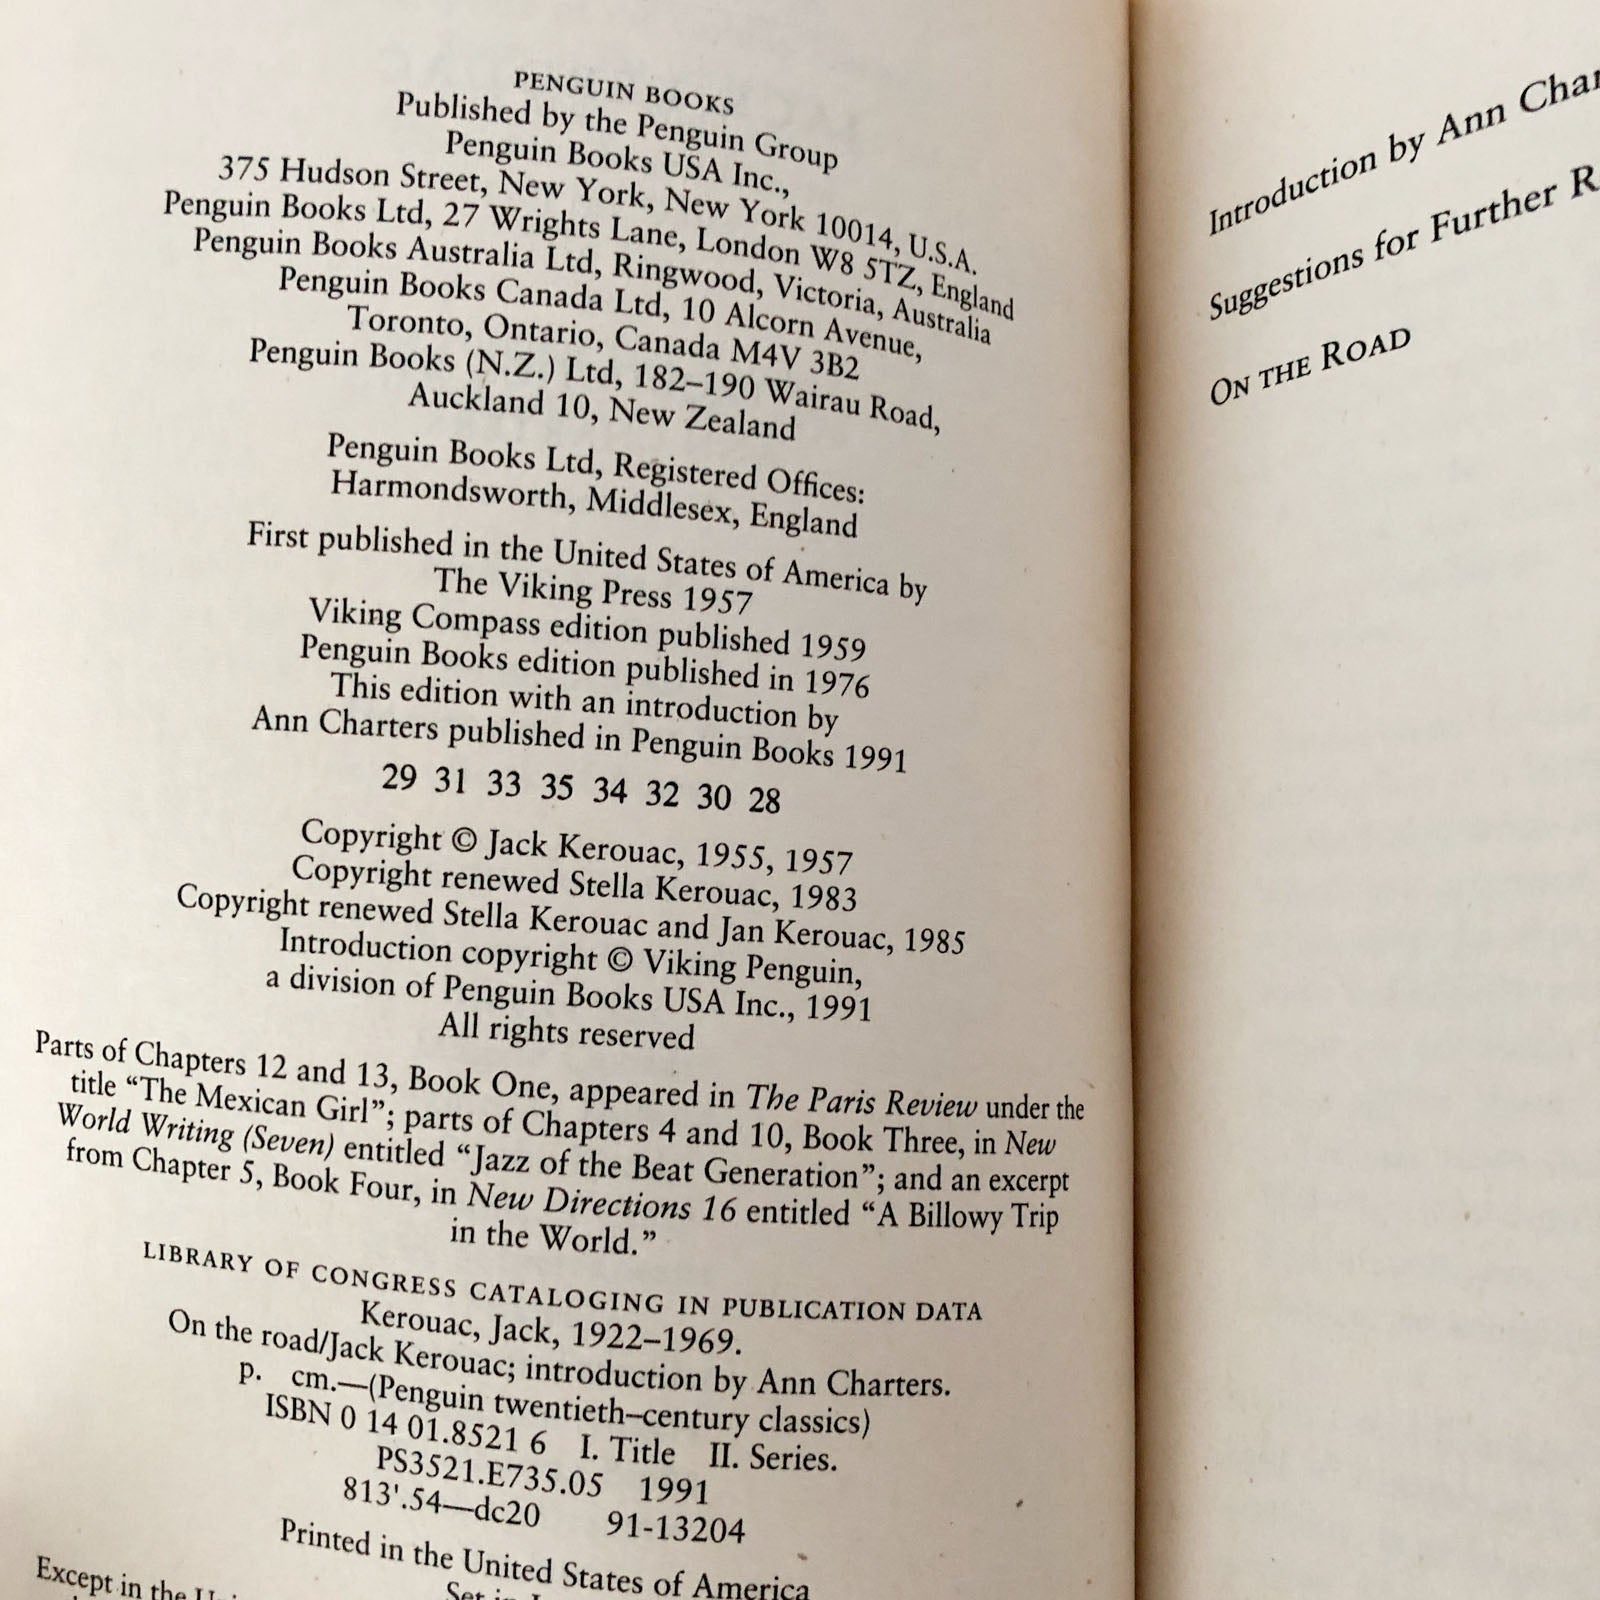 PENGUIN BOOKS
Published by the Penguin Group
Penguin Books USA Inc.,
375 Hudson Street, New York, New York 10014, U.S.A.
Penguin Books Ltd, 27 Wrights Lane, London W8 5TZ, England
Penguin Books Australia Ltd, Ringwood, Victoria, Australia
Penguin Books Canada Ltd, 10 Alcorn Avenue,
Toronto, Ontario, Canada M4V 3B2
Penguin Books (N.Z.) Ltd, 182–190 Wairau Road,
Auckland 10, New Zealand
Penguin Books Ltd, Registered Offices:
Harmondsworth, Middlesex, England
First published in the United States of America by
The Viking Press 1957
Viking Compass edition published 1959
Penguin Books edition published in 1976
This edition with an introduction by
Ann Charters published in Penguin Books 1991
29 31 33 35 34 32 30 28
Copyright © Jack Kerouac, 1955, 1957
Copyright renewed Stella Kerouac, 1983
Copyright renewed Stella Kerouac and Jan Kerouac, 1985
Introduction copyright © Viking Penguin,
a division of Penguin Books USA Inc., 1991
All rights reserved
Parts of Chapters 12 and 13, Book One, appeared in The Paris Review under the
title “The Mexican Girl”; parts of Chapters 4 and 10, Book Three, in New
World Writing (Seven) entitled “Jazz of the Beat Generation”; and an excerpt
from Chapter 5, Book Four, in New Directions 16 entitled “A Billowy Trip
in the World.”
LIBRARY OF CONGRESS CATALOGING IN PUBLICATION DATA
Kerouac, Jack, 1922–1969.
On the road/Jack Kerouac; introduction by Ann Charters.
p. cm.—(Penguin twentieth–century classics)
ISBN 0 14 01.8521 6 I. Title II. Series.
PS3521.E735.05 1991
813'.54—dc20 91-13204
Printed in the United States of America
Set in
Except in the
Introduction by Ann Char
Suggestions for Further R
ON THE ROAD